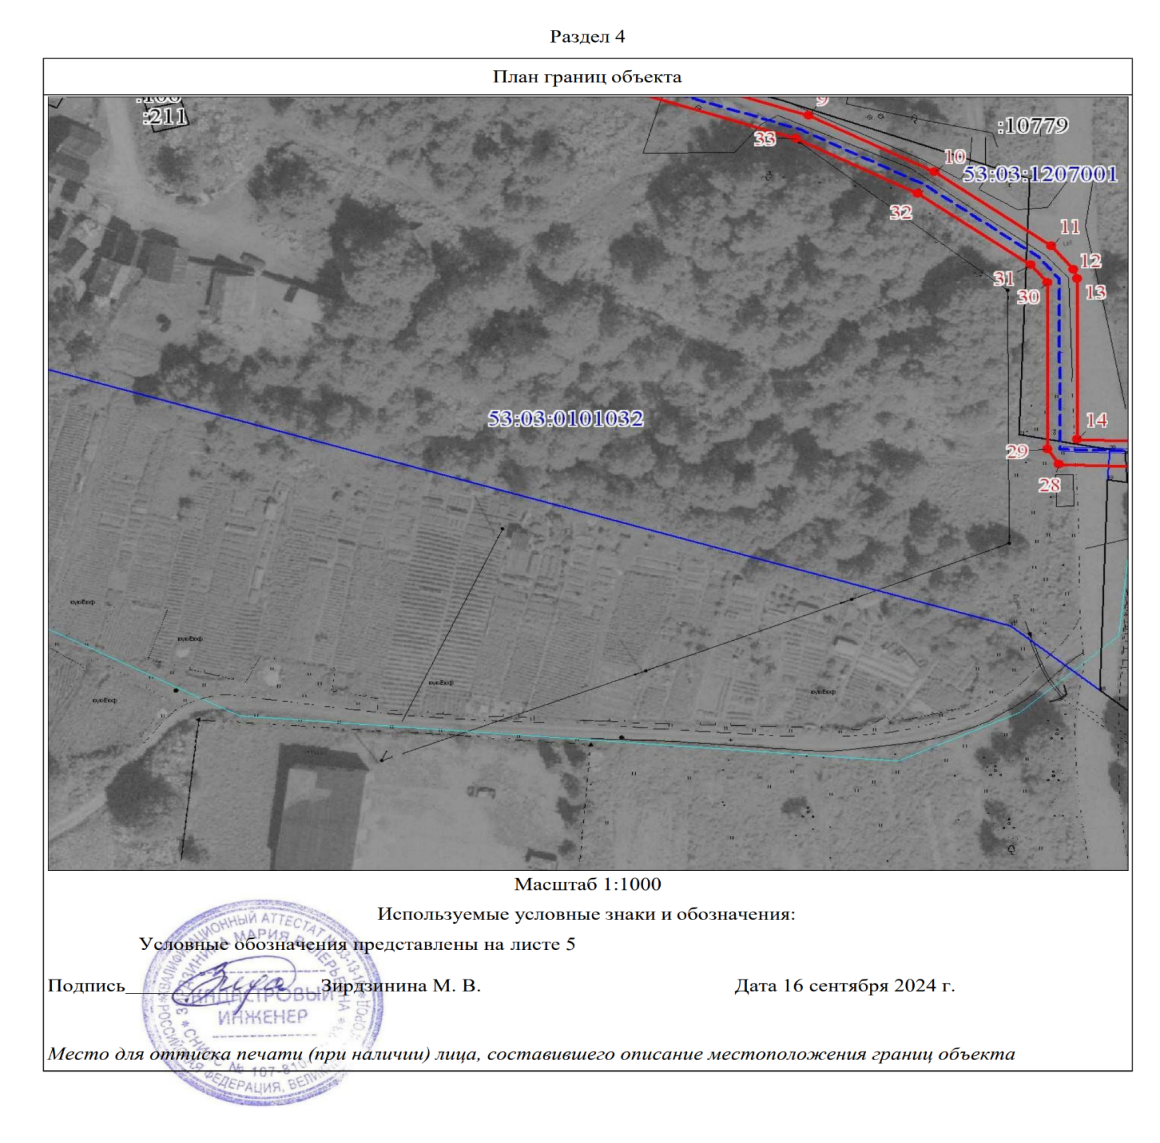 Раздел 4
План границ объекта
:211
9
:10779
33
10
53:03:1207001
32
11
12
31
13
30
53:03:0101032
14
29
28
Масштаб 1:1000
Используемые условные знаки и обозначения:
Условные обозначения представлены на листе 5
Подпись Зирдзинина М. В. Дата 16 сентября 2024 г.
КАДАСТРОВЫЙ
ИНЖЕНЕР
Место для оттиска печати (при наличии) лица, составившего описание местоположения границ объекта